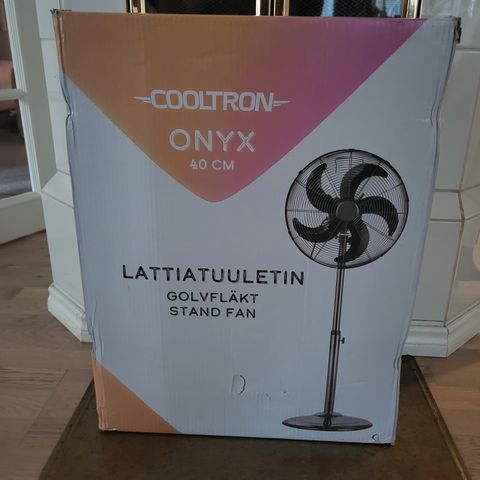 COOLTRON
ONYX
40 CM
LATTIATUULETIN
GOLVFLÄKT
STAND FAN
D